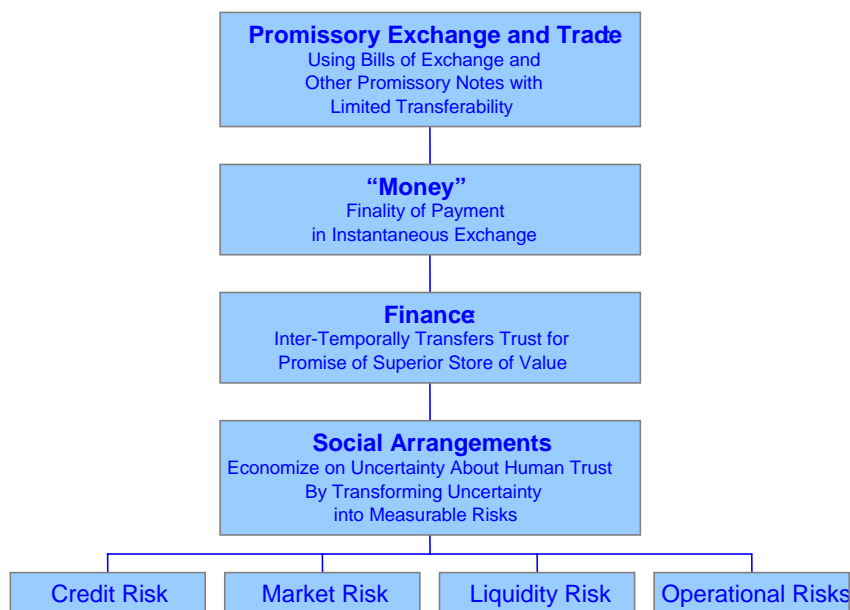 Promissory Exchange and Trade:
Using Bills of Exchange and
Other Promissory Notes with
Limited Transferability
“Money”
Finality of Payment
in Instantaneous Exchange
Finance:
Inter-Temporally Transfers Trust for
Promise of Superior Store of Value
Social Arrangements
Economize on Uncertainty About Human Trust
By Transforming Uncertainty
into Measurable Risks
Credit Risk
Market Risk
Liquidity Risk
Operational Risks